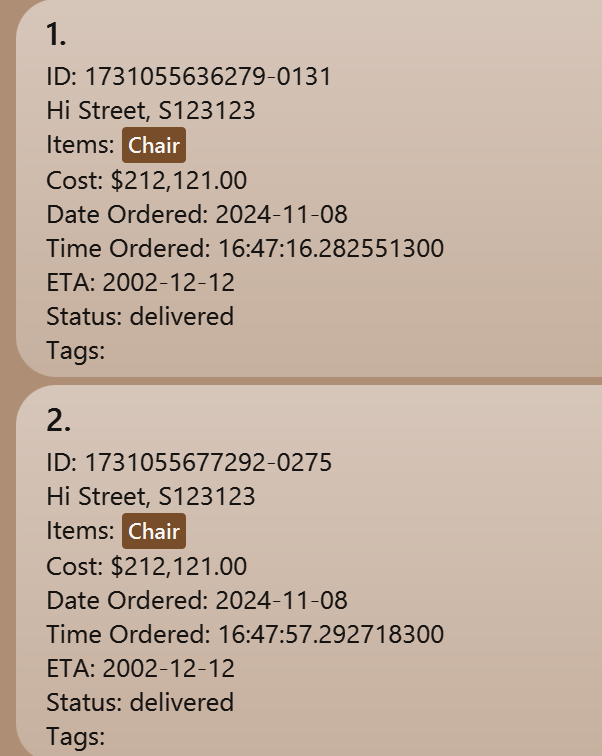 1.
ID: 1731055636279-0131
Hi Street, S123123
Items: Chair
Cost: $212,121.00
Date Ordered: 2024-11-08
Time Ordered: 16:47:16.282551300
ETA: 2002-12-12
Status: delivered
Tags:
2.
ID: 1731055677292-0275
Hi Street, S123123
Items: Chair
Cost: $212,121.00
Date Ordered: 2024-11-08
Time Ordered: 16:47:57.292718300
ETA: 2002-12-12
Status: delivered
Tags: